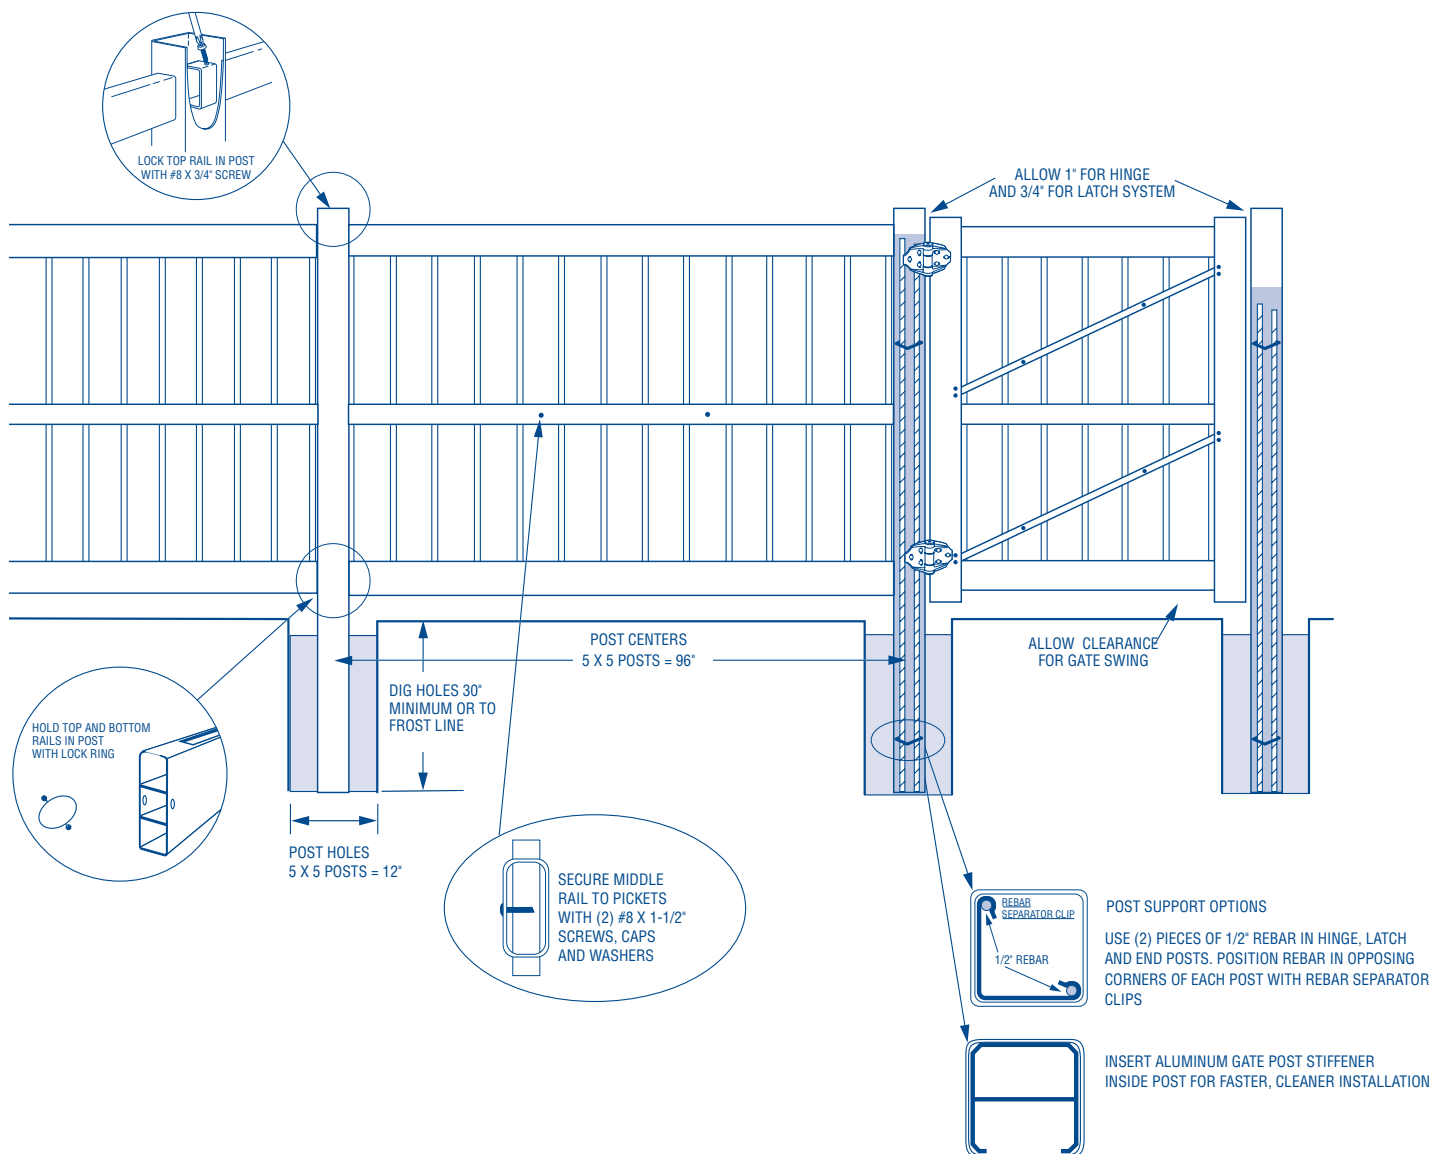 LOCK TOP RAIL IN POST
WITH #8 X 3/4" SCREW
ALLOW 1" FOR HINGE
AND 3/4" FOR LATCH SYSTEM
POST CENTERS
5 X 5 POSTS = 96"
ALLOW CLEARANCE
FOR GATE SWING
DIG HOLES 30"
MINIMUM OR TO
FROST LINE
HOLD TOP AND BOTTOM
RAILS IN POST
WITH LOCK RING
POST HOLES
5 X 5 POSTS = 12"
SECURE MIDDLE
RAIL TO PICKETS
WITH (2) #8 X 1-1/2"
SCREWS, CAPS
AND WASHERS
REBAR
SEPARATOR CLIP
1/2" REBAR
POST SUPPORT OPTIONS
USE (2) PIECES OF 1/2" REBAR IN HINGE, LATCH
AND END POSTS. POSITION REBAR IN OPPOSING
CORNERS OF EACH POST WITH REBAR SEPARATOR
CLIPS
INSERT ALUMINUM GATE POST STIFFENER
INSIDE POST FOR FASTER, CLEANER INSTALLATION